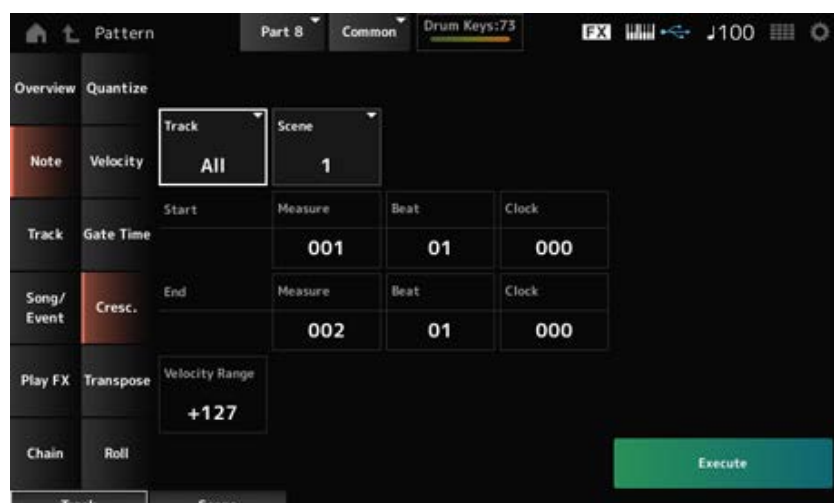 Pattern
Part 8
Common
Drum Keys:73
FX
♩100
Overview
Quantize
Note
Velocity
Track
All
Scene
1
Track
Gate Time
Start
Measure
001
Beat
01
Clock
000
Song/
Event
Cresc.
End
Measure
002
Beat
01
Clock
000
Play FX
Transpose
Velocity Range
+127
Chain
Roll
Execute